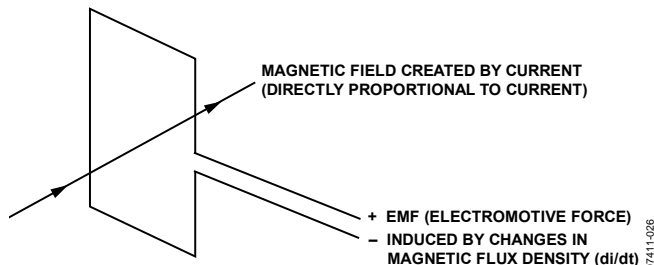 MAGNETIC FIELD CREATED BY CURRENT
(DIRECTLY PROPORTIONAL TO CURRENT)
+ EMF (ELECTROMOTIVE FORCE)
– INDUCED BY CHANGES IN
MAGNETIC FLUX DENSITY (di/dt)
7411-026